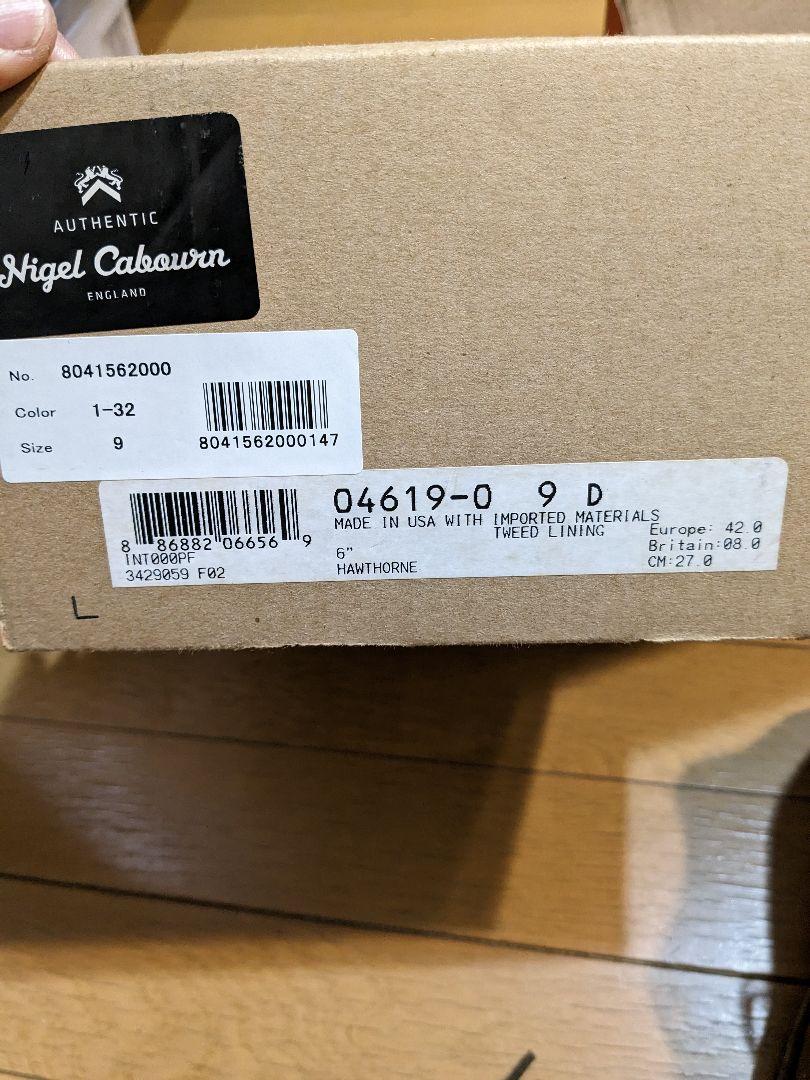 AUTHENTIC
Nigel Cabourn
ENGLAND
No. 8041562000
Color 1-32
Size 9
8041562000147
04619-0 9 D
MADE IN USA WITH IMPORTED MATERIALS
TWEED LINING
Europe: 42.0
Britain:08.0
CM:27.0
6"
HAWTHORNE
8 86882 06656 9
INT000PF
3429059 F02
L